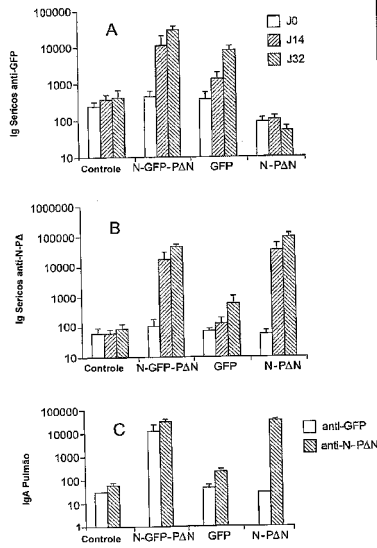 A
J0
J14
J32
Ig Sericos anti-GFP
100000
10000
1000
100
10
Controle N-GFP-PΔN GFP N-PΔN
B
Ig Sericos anti-N-PΔ
1000000
100000
10000
1000
100
10
Controle N-GFP-PΔN GFP N-PΔN
C
anti-GFP
anti-N-PΔN
IgA Pulmão
100000
10000
1000
100
10
1
Controle N-GFP-PΔN GFP N-PΔN